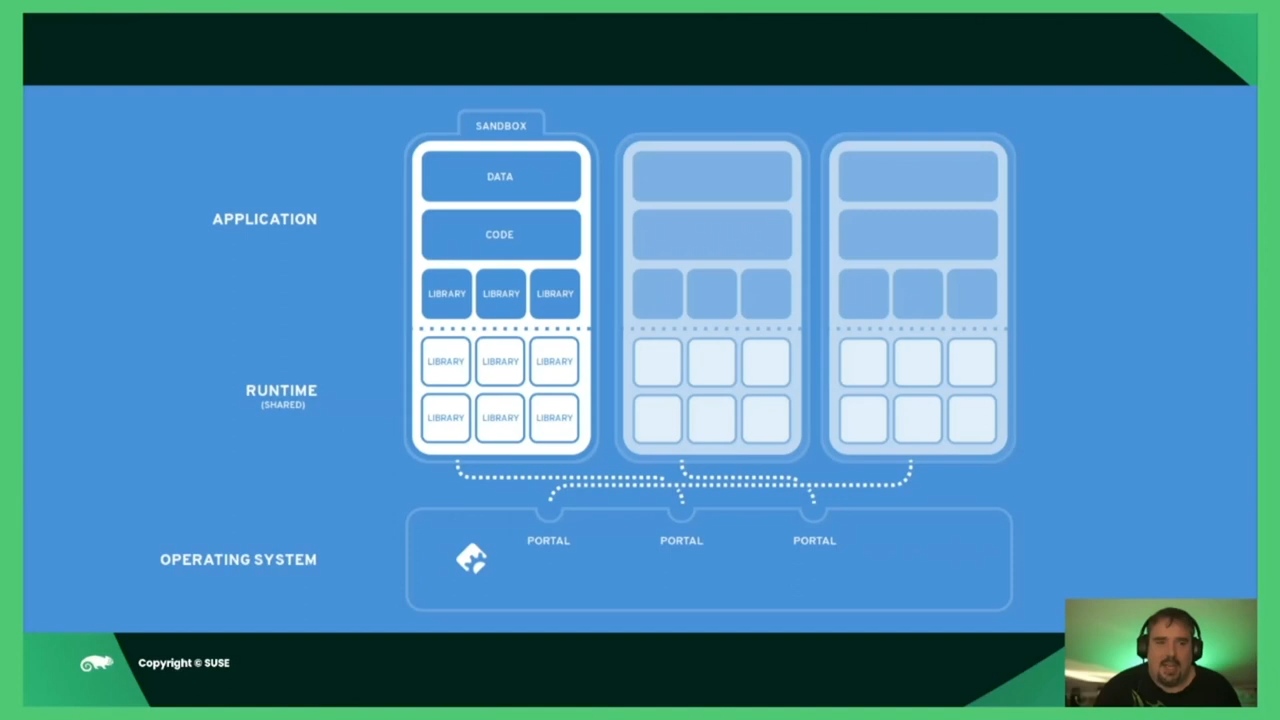 SANDBOX
DATA
APPLICATION
CODE
LIBRARY LIBRARY LIBRARY
LIBRARY LIBRARY LIBRARY
RUNTIME
(SHARED)
LIBRARY LIBRARY LIBRARY
PORTAL PORTAL PORTAL
OPERATING SYSTEM
Copyright © SUSE